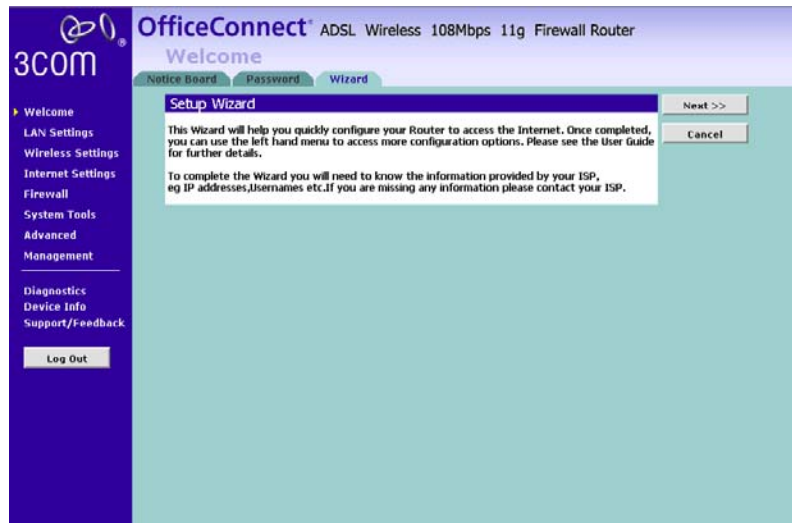 3COM®
OfficeConnect® ADSL Wireless 108Mbps 11g Firewall Router
Welcome
Notice Board
Password
Wizard
Welcome
LAN Settings
Wireless Settings
Internet Settings
Firewall
System Tools
Advanced
Management
Diagnostics
Device Info
Support/Feedback
Log Out
Setup Wizard
This Wizard will help you quickly configure your Router to access the Internet. Once completed,
you can use the left hand menu to access more configuration options. Please see the User Guide
for further details.
To complete the Wizard you will need to know the information provided by your ISP,
eg IP addresses,Usernames etc.If you are missing any information please contact your ISP.
Next >>
Cancel